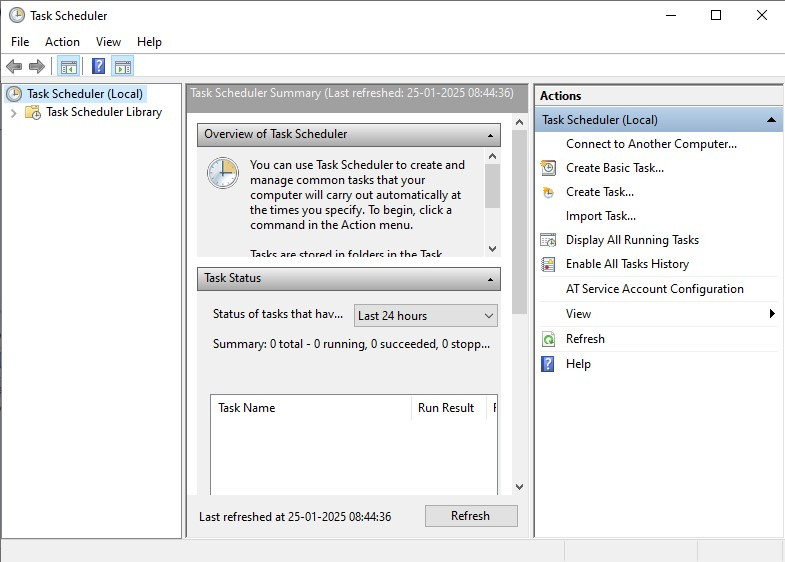 Task Scheduler
File Action View Help
Task Scheduler (Local)
Task Scheduler Library
Task Scheduler Summary (Last refreshed: 25-01-2025 08:44:36)
Overview of Task Scheduler
You can use Task Scheduler to create and
manage common tasks that your
computer will carry out automatically at
the times you specify. To begin, click a
command in the Action menu.
Tasks are stored in folders in the Task
Task Status
Status of tasks that hav... Last 24 hours
Summary: 0 total - 0 running, 0 succeeded, 0 stopp...
Task Name Run Result
Last refreshed at 25-01-2025 08:44:36 Refresh
Actions
Task Scheduler (Local)
Connect to Another Computer...
Create Basic Task...
Create Task...
Import Task...
Display All Running Tasks
Enable All Tasks History
AT Service Account Configuration
View
Refresh
Help